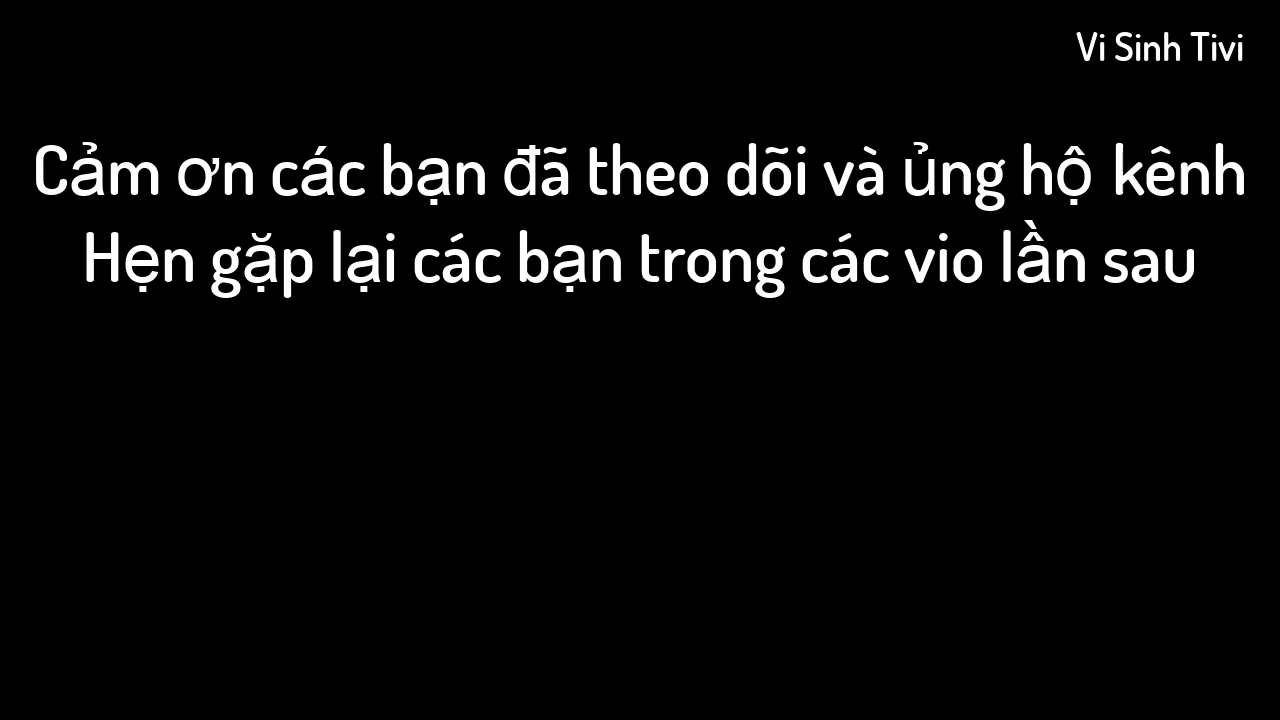 Vi Sinh Tivi
Cảm ơn các bạn đã theo dõi và ủng hộ kênh
Hẹn gặp lại các bạn trong các vio lần sau